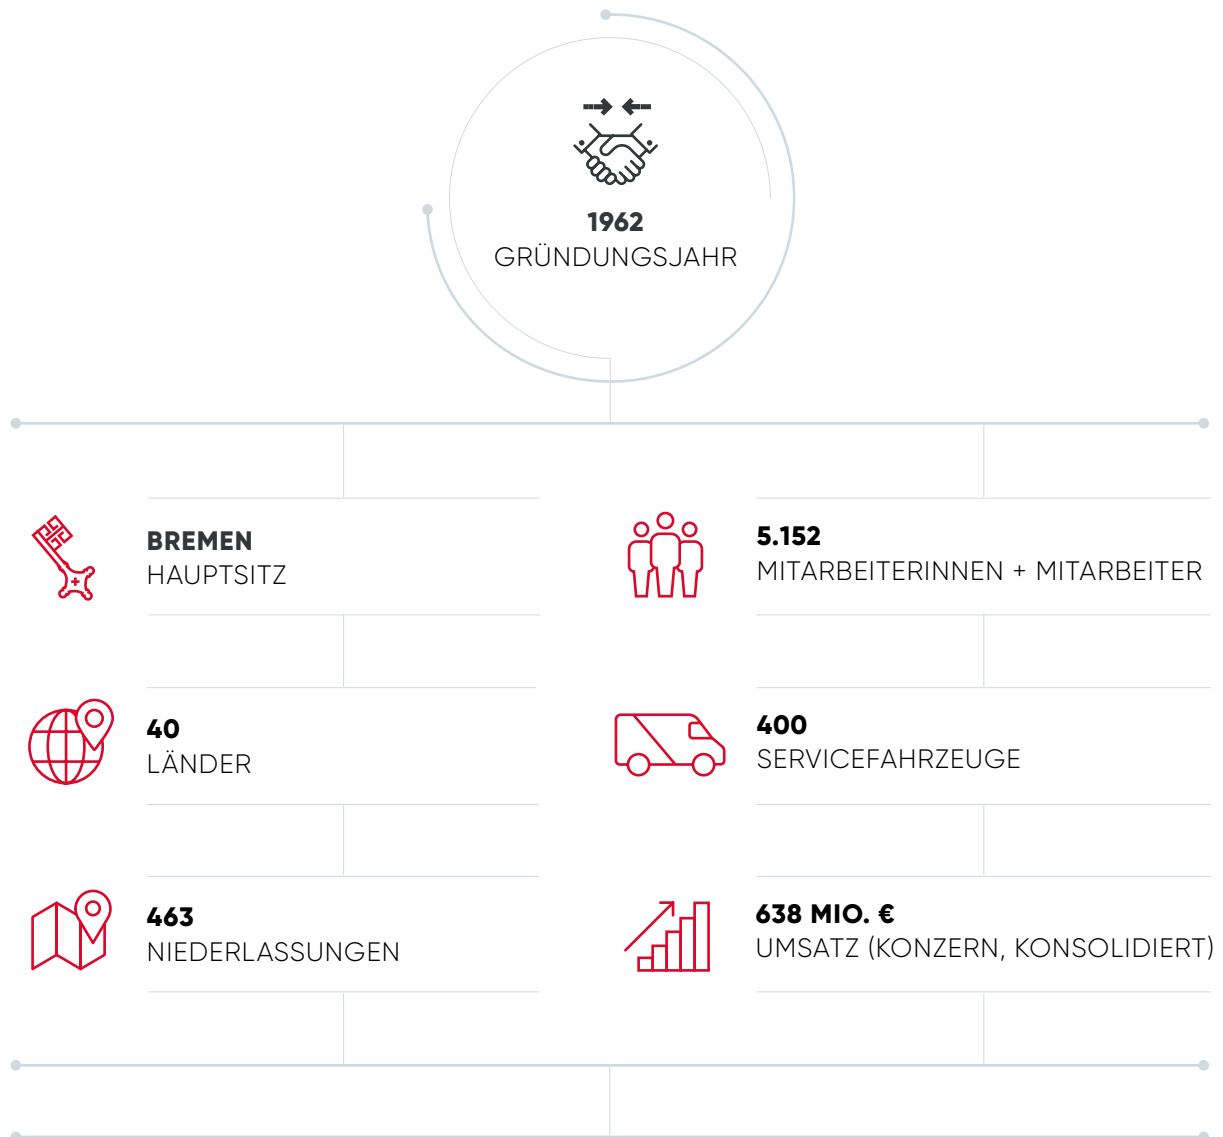 1962
GRÜNDUNGSJAHR
BREMEN
HAUPTSITZ
5.152
MITARBEITERINNEN + MITARBEITER
40
LÄNDER
400
SERVICEFAHRZEUGE
463
NIEDERLASSUNGEN
638 MIO. €
UMSATZ (KONZERN, KONSOLIDIERT)